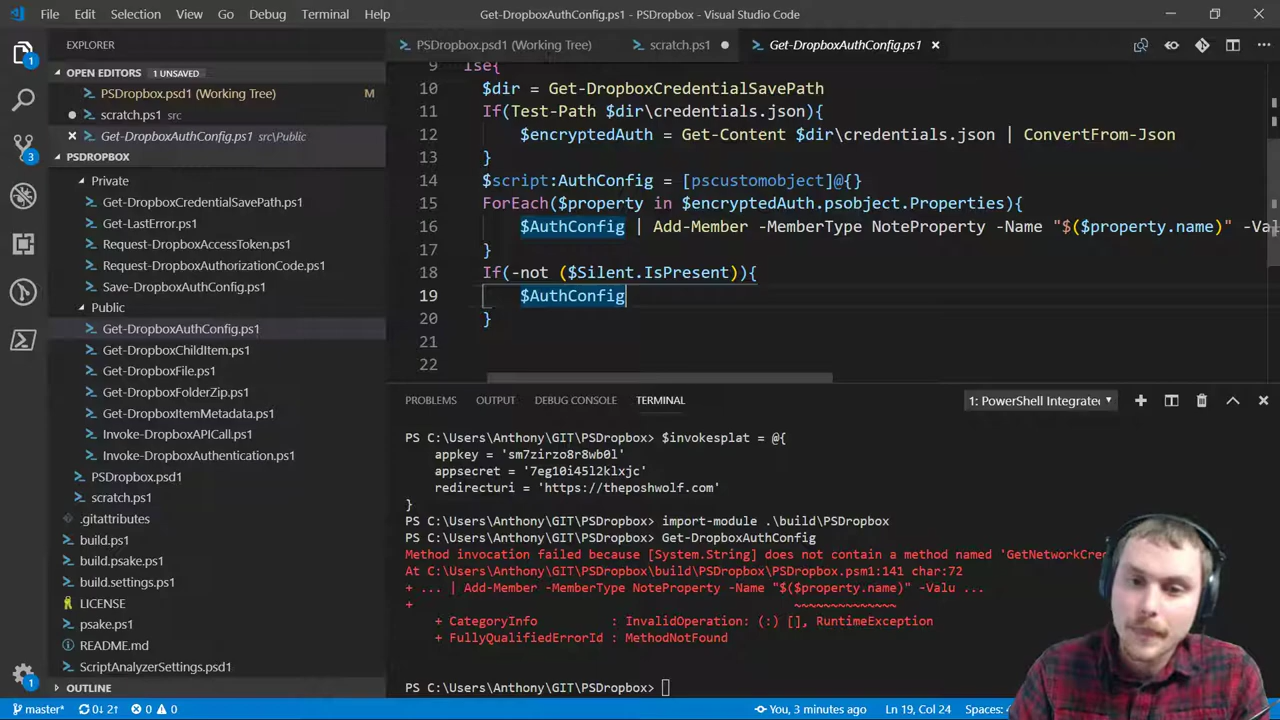 File Edit Selection View Go Debug Terminal Help
Get-DropboxAuthConfig.ps1 - PSDropbox - Visual Studio Code
EXPLORER
OPEN EDITORS 1 UNSAVED
PSDropbox.psd1 (Working Tree) M
scratch.ps1 src
Get-DropboxAuthConfig.ps1 src\Public
PSDROPBOX
Private
Get-DropboxCredentialSavePath.ps1
Get-LastError.ps1
Request-DropboxAccessToken.ps1
Request-DropboxAuthorizationCode.ps1
Save-DropboxAuthConfig.ps1
Public
Get-DropboxAuthConfig.ps1
Get-DropboxChildItem.ps1
Get-DropboxFile.ps1
Get-DropboxFolderZip.ps1
Get-DropboxItemMetadata.ps1
Invoke-DropboxAPICall.ps1
Invoke-DropboxAuthentication.ps1
PSDropbox.psd1
scratch.ps1
.gitattributes
build.ps1
build.psake.ps1
build.settings.ps1
LICENSE
psake.ps1
README.md
ScriptAnalyzerSettings.psd1
OUTLINE
1
3
1
PSDropbox.psd1 (Working Tree) scratch.ps1 Get-DropboxAuthConfig.ps1
9 lse{
10 $dir = Get-DropboxCredentialSavePath
11 If(Test-Path $dir\credentials.json){
12 $encryptedAuth = Get-Content $dir\credentials.json | ConvertFrom-Json
13 }
14 $script:AuthConfig = [pscustomobject]@{}
15 ForEach($property in $encryptedAuth.psobject.Properties){
16 $AuthConfig | Add-Member -MemberType NoteProperty -Name "$($property.name)" -Va
17 }
18 If(-not ($Silent.IsPresent)){
19 $AuthConfig
20 }
21
22
PROBLEMS OUTPUT DEBUG CONSOLE TERMINAL 1: PowerShell Integrate
PS C:\Users\Anthony\GIT\PSDropbox> $invokesplat = @{
appkey = 'sm7zirzo8r8wb0l'
appsecret = '7eg10i45l2klxjc'
redirecturi = 'https://theposhwolf.com'
}
PS C:\Users\Anthony\GIT\PSDropbox> import-module .\build\PSDropbox
PS C:\Users\Anthony\GIT\PSDropbox> Get-DropboxAuthConfig
Method invocation failed because [System.String] does not contain a method named 'GetNetworkCre
At C:\Users\Anthony\GIT\PSDropbox\build\PSDropbox\PSDropbox.psm1:141 char:72
+ ... | Add-Member -MemberType NoteProperty -Name "$($property.name)" -Valu ...
+ ~~~~~~~~~~~~~~
+ CategoryInfo : InvalidOperation: (:) [], RuntimeException
+ FullyQualifiedErrorId : MethodNotFound
PS C:\Users\Anthony\GIT\PSDropbox>
master* 0↓ 2↑ 0 0 You, 3 minutes ago Ln 19, Col 24 Spaces: